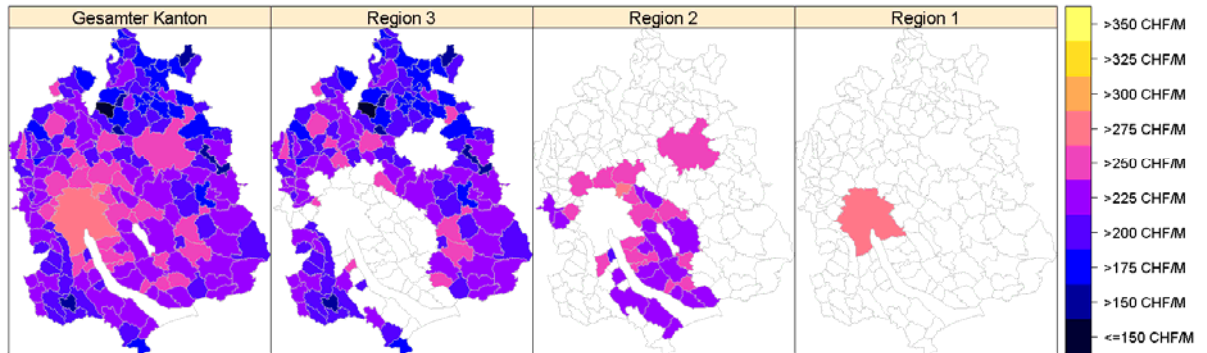 Gesamter Kanton
Region 3
Region 2
Region 1
>350 CHF/M
>325 CHF/M
>300 CHF/M
>275 CHF/M
>250 CHF/M
>225 CHF/M
>200 CHF/M
>175 CHF/M
>150 CHF/M
<=150 CHF/M